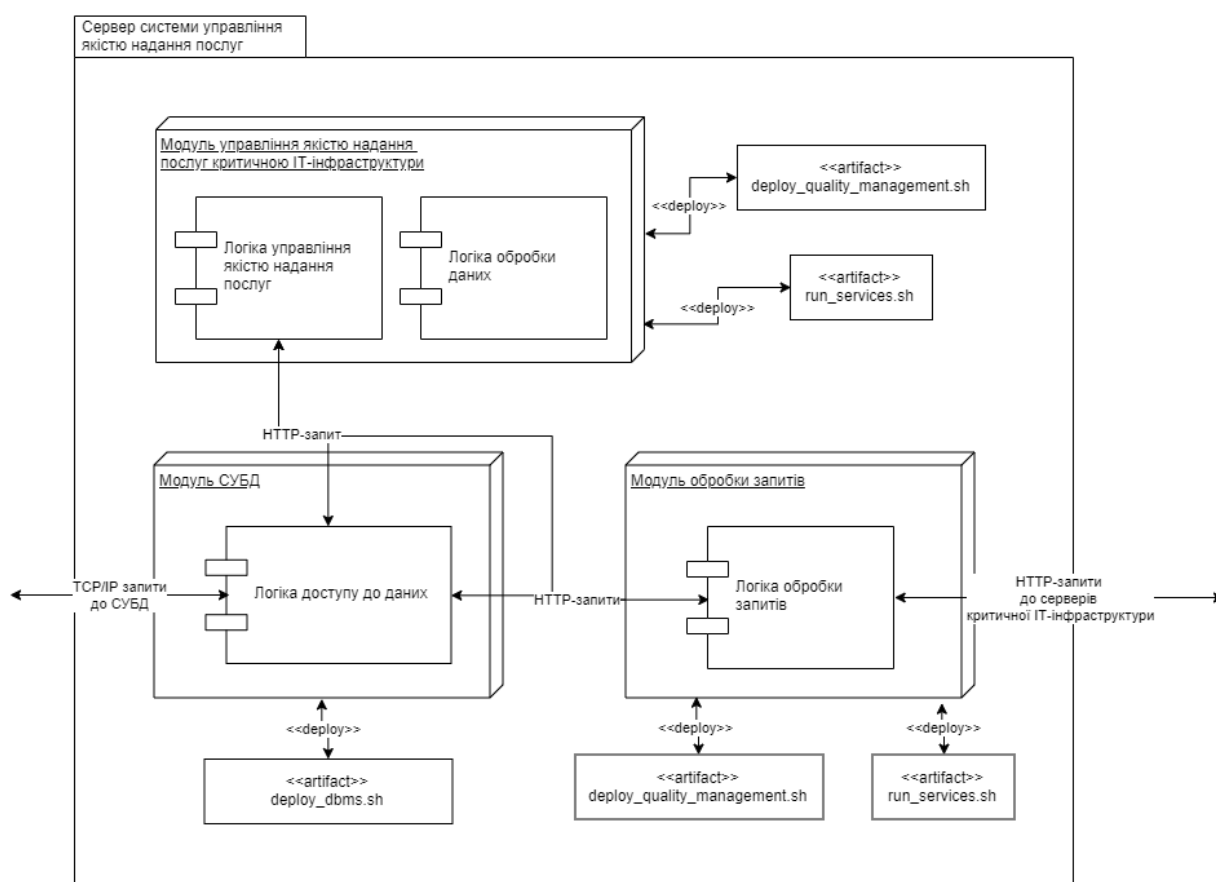 Сервер системи управління
якістю надання послуг
Модуль управління якістю надання
послуг критичною ІТ-інфраструктури
<<artifact>>
deploy_quality_management.sh
<<deploy>>
Логіка управління
якістю надання
послуг
Логіка обробки
даних
<<artifact>>
run_services.sh
<<deploy>>
HTTP-запит
Модуль СУБД
Модуль обробки запитів
TCP/IP запити
до СУБД
Логіка доступу до даних
HTTP-запити
Логіка обробки
запитів
HTTP-запити
до серверів
критичної ІТ-інфраструктури
<<deploy>>
<<deploy>>
<<deploy>>
<<artifact>>
deploy_dbms.sh
<<artifact>>
deploy_quality_management.sh
<<artifact>>
run_services.sh